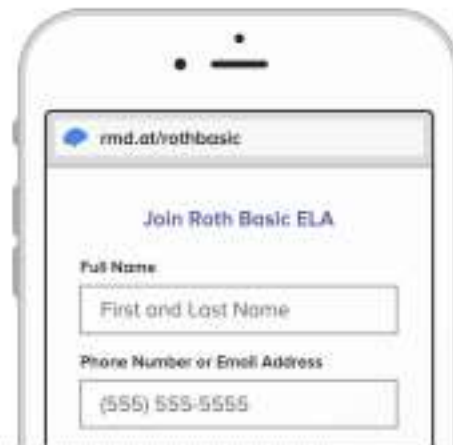 rmd.at/rothbasic
Join Roth Basic ELA
Full Name
First and Last Name
Phone Number or Email Address
(555) 555-5555